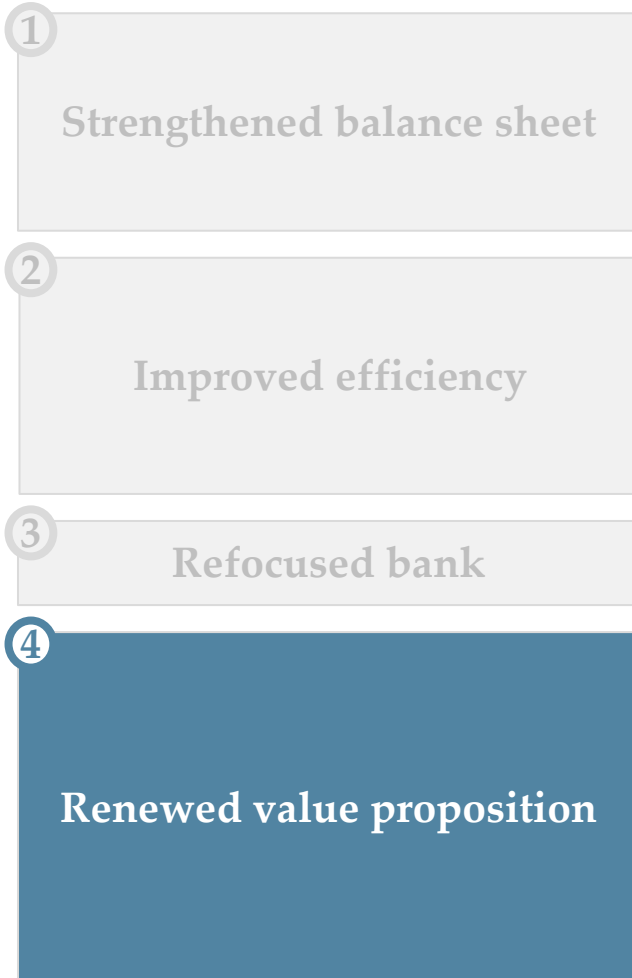 1
Strengthened balance sheet
2
Improved efficiency
3
Refocused bank
4
Renewed value proposition